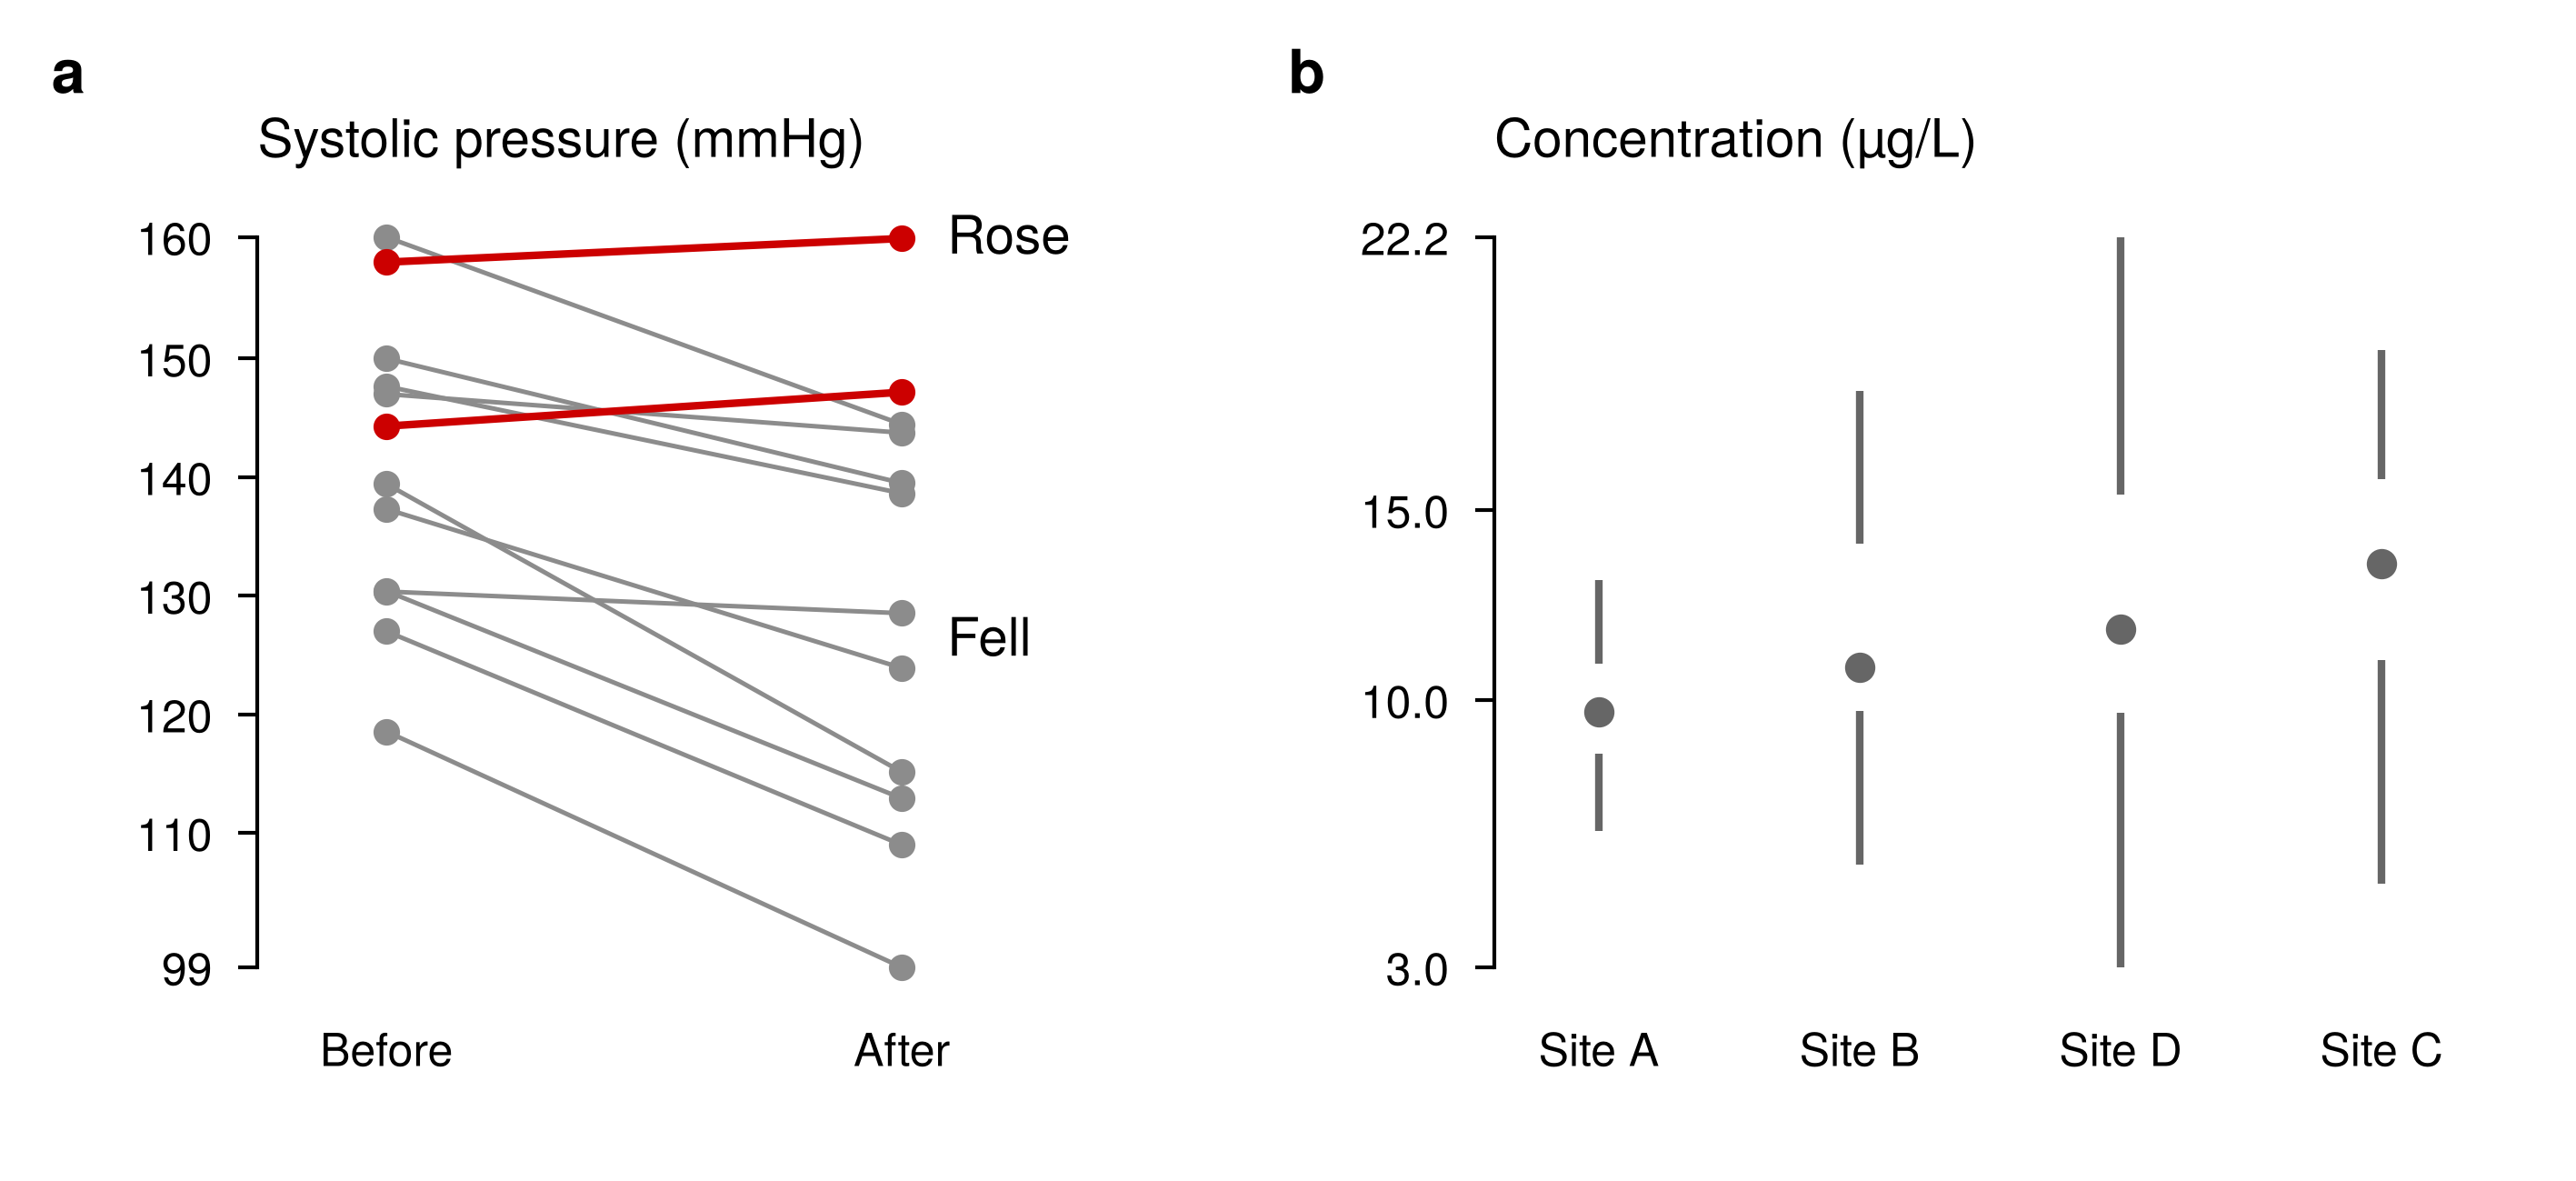 a
Systolic pressure (mmHg)
160
150
140
130
120
110
99
Rose
Fell
Before
After
b
Concentration (µg/L)
22.2
15.0
10.0
3.0
Site A
Site B
Site D
Site C